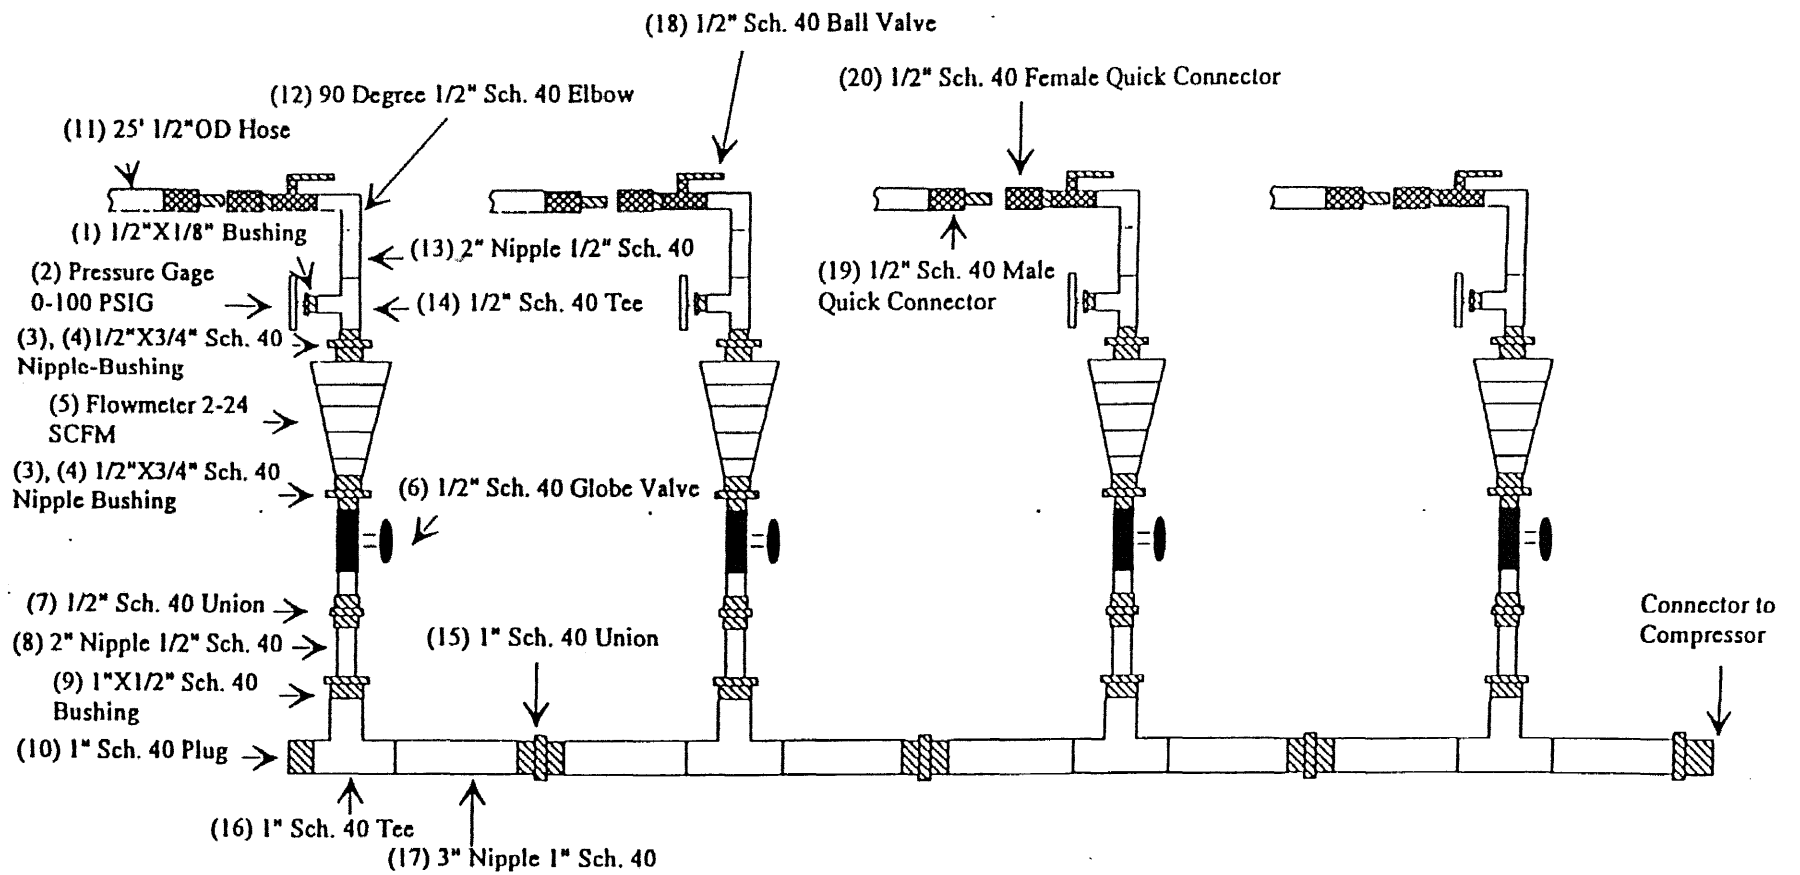 (18) 1/2" Sch. 40 Ball Valve
(20) 1/2" Sch. 40 Female Quick Connector
(12) 90 Degree 1/2" Sch. 40 Elbow
(11) 25' 1/2"OD Hose
(1) 1/2"X1/8" Bushing
(13) 2" Nipple 1/2" Sch. 40
(2) Pressure Gage
0-100 PSIG
(19) 1/2" Sch. 40 Male
Quick Connector
(14) 1/2" Sch. 40 Tee
(3), (4)1/2"X3/4" Sch. 40
Nipple-Bushing
(5) Flowmeter 2-24
SCFM
(3), (4) 1/2"X3/4" Sch. 40
Nipple Bushing
(6) 1/2" Sch. 40 Globe Valve
(7) 1/2" Sch. 40 Union
(8) 2" Nipple 1/2" Sch. 40
(15) 1" Sch. 40 Union
Connector to
Compressor
(9) 1"X1/2" Sch. 40
Bushing
(10) 1" Sch. 40 Plug
(16) 1" Sch. 40 Tee
(17) 3" Nipple 1" Sch. 40